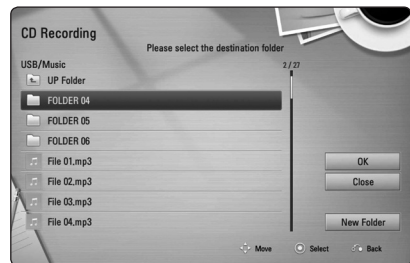 CD Recording
Please select the destination folder
USB/Music
2 / 27
UP Folder
FOLDER 04
FOLDER 05
FOLDER 06
File 01.mp3
File 02.mp3
File 03.mp3
File 04.mp3
OK
Close
New Folder
Move
Select
Back